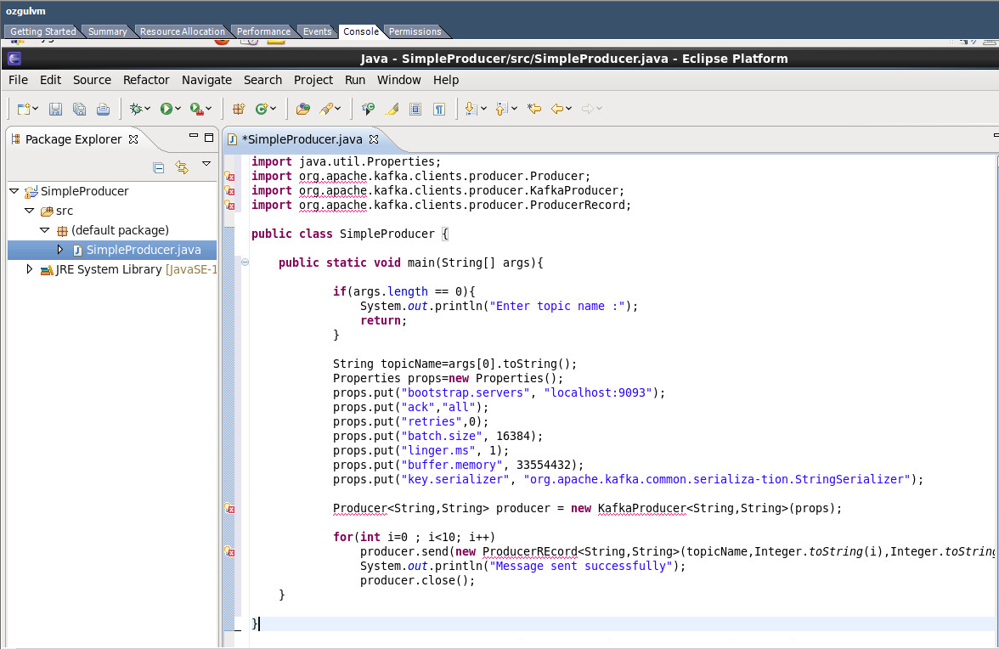 ozgulvm
Getting Started Summary Resource Allocation Performance Events Console Permissions
Java - SimpleProducer/src/SimpleProducer.java - Eclipse Platform
File Edit Source Refactor Navigate Search Project Run Window Help
Package Explorer
SimpleProducer
src
(default package)
SimpleProducer.java
JRE System Library [JavaSE-1
*SimpleProducer.java
import java.util.Properties;
import org.apache.kafka.clients.producer.Producer;
import org.apache.kafka.clients.producer.KafkaProducer;
import org.apache.kafka.clients.producer.ProducerRecord;
public class SimpleProducer {
public static void main(String[] args){
if(args.length == 0){
System.out.println("Enter topic name :");
return;
}
String topicName=args[0].toString();
Properties props=new Properties();
props.put("bootstrap.servers", "localhost:9093");
props.put("ack","all");
props.put("retries",0);
props.put("batch.size", 16384);
props.put("linger.ms", 1);
props.put("buffer.memory", 33554432);
props.put("key.serializer", "org.apache.kafka.common.serializa-tion.StringSerializer");
Producer<String,String> producer = new KafkaProducer<String,String>(props);
for(int i=0 ; i<10; i++)
producer.send(new ProducerREcord<String,String>(topicName,Integer.toString(i),Integer.toString
System.out.println("Message sent successfully");
producer.close();
}
}